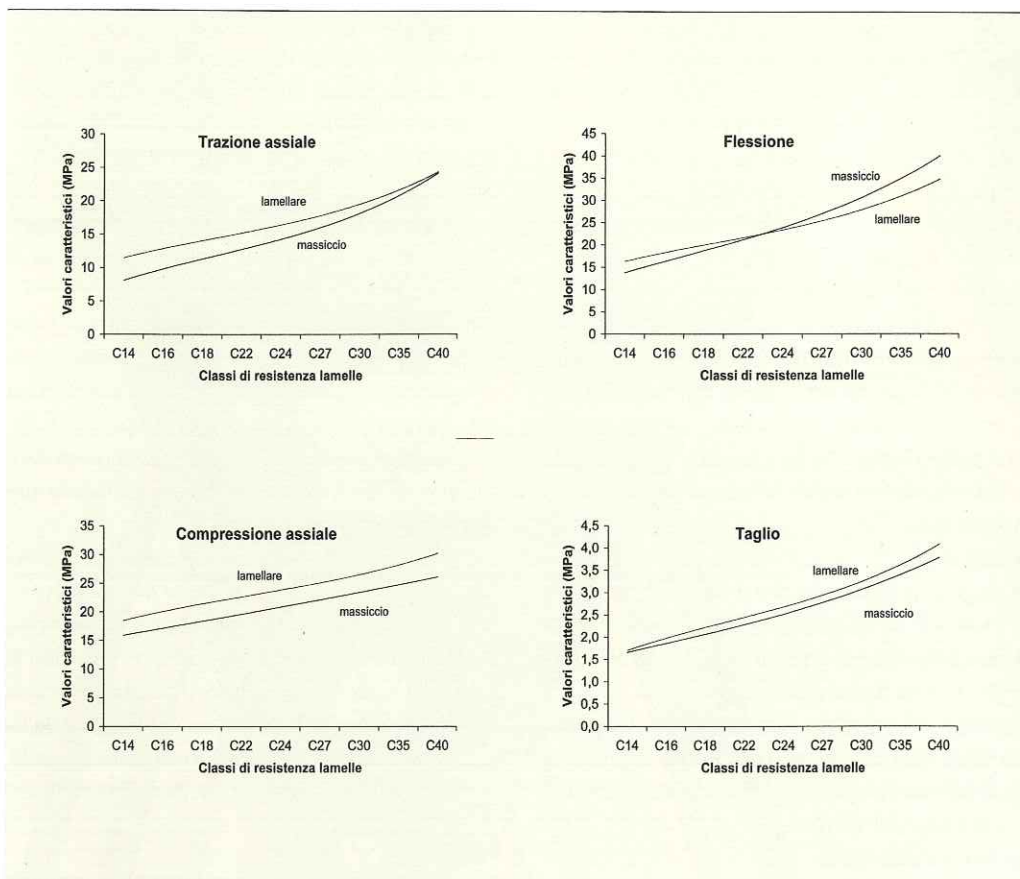 Trazione assiale
Valori caratteristici (MPa)
30
25
20
15
10
5
0
lamellare
massiccio
C14 C16 C18 C22 C24 C27 C30 C35 C40
Classi di resistenza lamelle
Flessione
Valori caratteristici (MPa)
45
40
35
30
25
20
15
10
5
0
massiccio
lamellare
C14 C16 C18 C22 C24 C27 C30 C35 C40
Classi di resistenza lamelle
Compressione assiale
Valori caratteristici (MPa)
35
30
25
20
15
10
5
0
lamellare
massiccio
C14 C16 C18 C22 C24 C27 C30 C35 C40
Classi di resistenza lamelle
Taglio
Valori caratteristici (MPa)
4,5
4,0
3,5
3,0
2,5
2,0
1,5
1,0
0,5
0,0
lamellare
massiccio
C14 C16 C18 C22 C24 C27 C30 C35 C40
Classi di resistenza lamelle